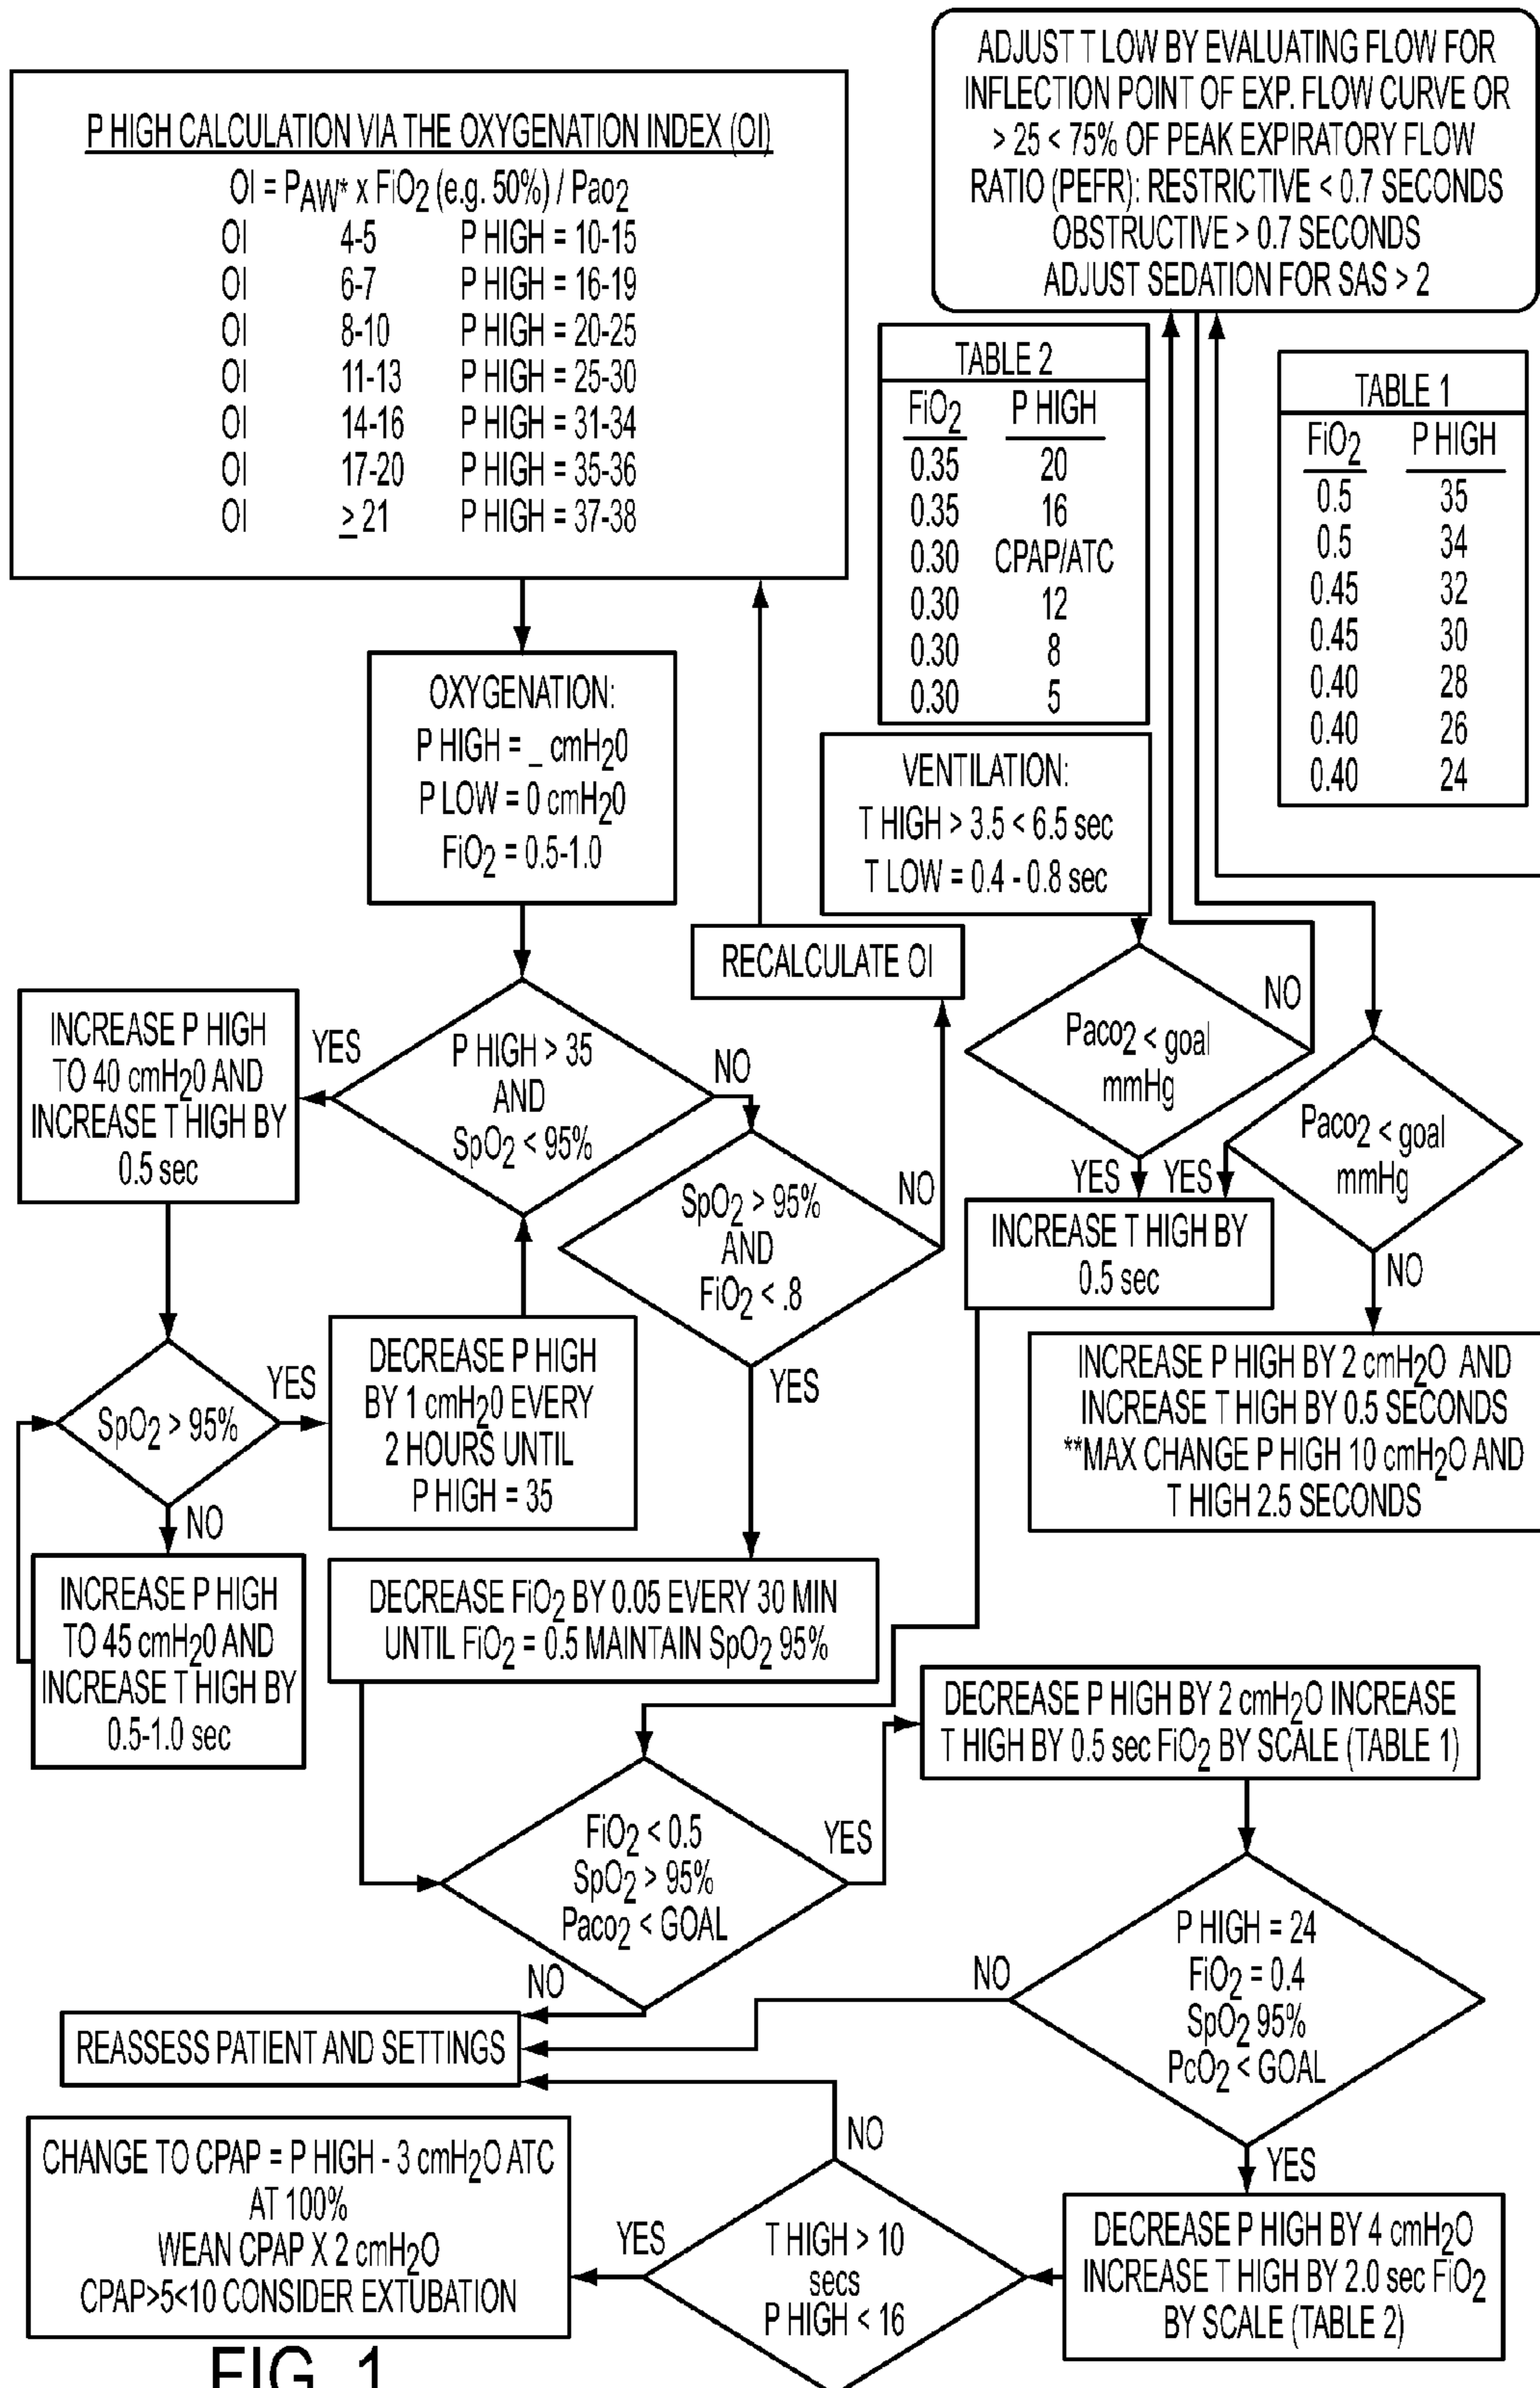 P HIGH CALCULATION VIA THE OXYGENATION INDEX (OI)
OI = PAW* x FiO2 (e.g. 50%) / Pao2
OI 4-5 P HIGH = 10-15
OI 6-7 P HIGH = 16-19
OI 8-10 P HIGH = 20-25
OI 11-13 P HIGH = 25-30
OI 14-16 P HIGH = 31-34
OI 17-20 P HIGH = 35-36
OI ≥ 21 P HIGH = 37-38
ADJUST T LOW BY EVALUATING FLOW FOR
INFLECTION POINT OF EXP. FLOW CURVE OR
> 25 < 75% OF PEAK EXPIRATORY FLOW
RATIO (PEFR): RESTRICTIVE < 0.7 SECONDS
OBSTRUCTIVE > 0.7 SECONDS
ADJUST SEDATION FOR SAS > 2
TABLE 2
FiO2 P HIGH
0.35 20
0.35 16
0.30 CPAP/ATC
0.30 12
0.30 8
0.30 5
TABLE 1
FiO2 P HIGH
0.5 35
0.5 34
0.45 32
0.45 30
0.40 28
0.40 26
0.40 24
OXYGENATION:
P HIGH = _ cmH20
P LOW = 0 cmH20
FiO2 = 0.5-1.0
VENTILATION:
T HIGH > 3.5 < 6.5 sec
T LOW = 0.4 - 0.8 sec
RECALCULATE OI
INCREASE P HIGH
TO 40 cmH20 AND
INCREASE T HIGH BY
0.5 sec
YES
P HIGH > 35
AND
SpO2 < 95%
NO
SpO2 > 95%
AND
FiO2 < .8
NO
YES
Paco2 < goal
mmHg
NO
YES
Paco2 < goal
mmHg
YES
NO
INCREASE T HIGH BY
0.5 sec
INCREASE P HIGH BY 2 cmH2O AND
INCREASE T HIGH BY 0.5 SECONDS
**MAX CHANGE P HIGH 10 cmH2O AND
T HIGH 2.5 SECONDS
SpO2 > 95%
YES
NO
DECREASE P HIGH
BY 1 cmH20 EVERY
2 HOURS UNTIL
P HIGH = 35
INCREASE P HIGH
TO 45 cmH20 AND
INCREASE T HIGH BY
0.5-1.0 sec
DECREASE FiO2 BY 0.05 EVERY 30 MIN
UNTIL FiO2 = 0.5 MAINTAIN SpO2 95%
DECREASE P HIGH BY 2 cmH2O INCREASE
T HIGH BY 0.5 sec FiO2 BY SCALE (TABLE 1)
FiO2 < 0.5
SpO2 > 95%
Paco2 < GOAL
YES
NO
P HIGH = 24
FiO2 = 0.4
SpO2 95%
PcO2 < GOAL
NO
YES
REASSESS PATIENT AND SETTINGS
CHANGE TO CPAP = P HIGH - 3 cmH2O ATC
AT 100%
WEAN CPAP X 2 cmH2O
CPAP>5<10 CONSIDER EXTUBATION
YES
NO
T HIGH > 10
secs
P HIGH < 16
DECREASE P HIGH BY 4 cmH2O
INCREASE T HIGH BY 2.0 sec FiO2
BY SCALE (TABLE 2)
FIG. 1